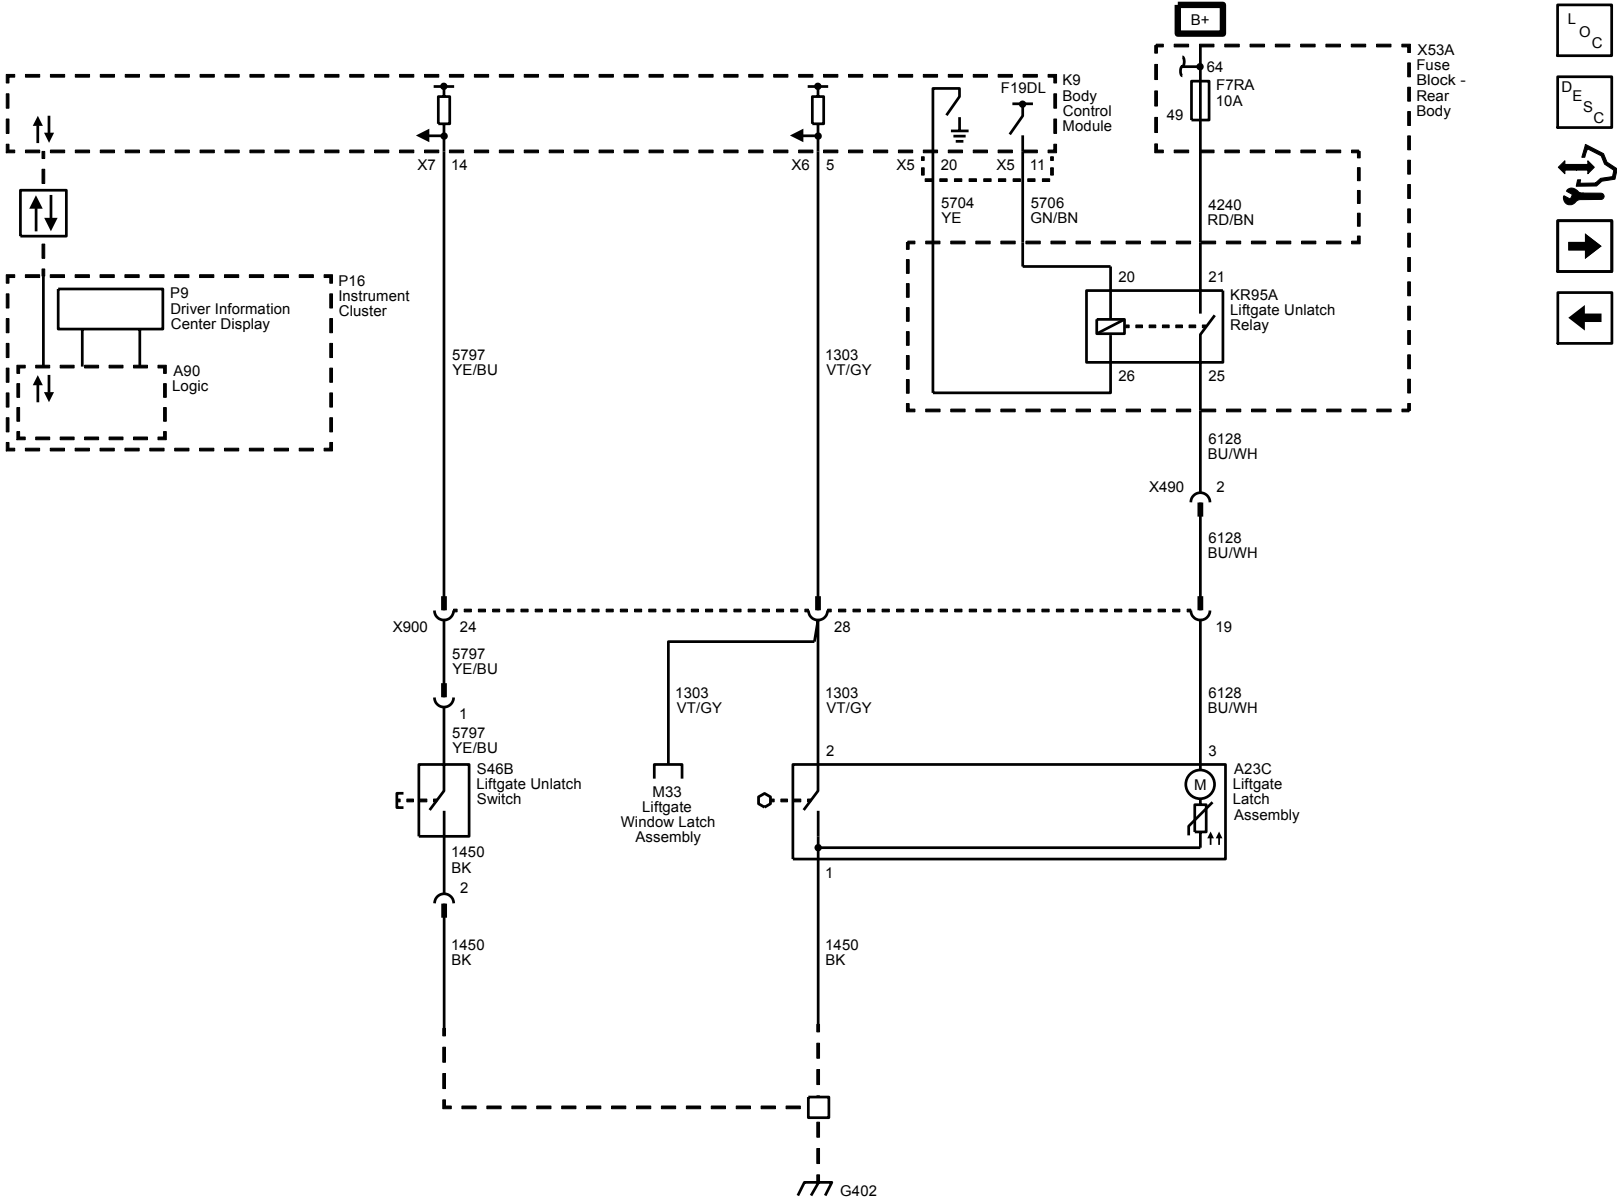 B+
L
O
C
X53A
Fuse
Block -
Rear
Body
64
F7RA
10A
49
D
E
S
C
K9
Body
Control
Module
F19DL
X7 14
X6 5
X5 20
X5 11
5704
YE
5706
GN/BN
4240
RD/BN
P16
Instrument
Cluster
P9
Driver Information
Center Display
A90
Logic
20
21
KR95A
Liftgate Unlatch
Relay
26
25
5797
YE/BU
1303
VT/GY
6128
BU/WH
X490 2
6128
BU/WH
X900 24
28
19
5797
YE/BU
1
5797
YE/BU
1303
VT/GY
1303
VT/GY
6128
BU/WH
2
3
S46B
Liftgate Unlatch
Switch
M33
Liftgate
Window Latch
Assembly
M
A23C
Liftgate
Latch
Assembly
1450
BK
2
1
1450
BK
1450
BK
G402